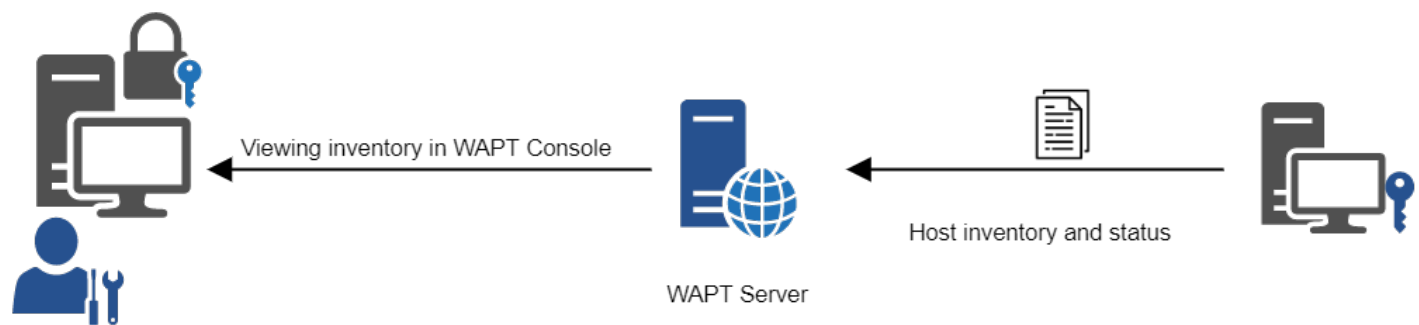 Viewing inventory in WAPT Console
Host inventory and status
WAPT Server